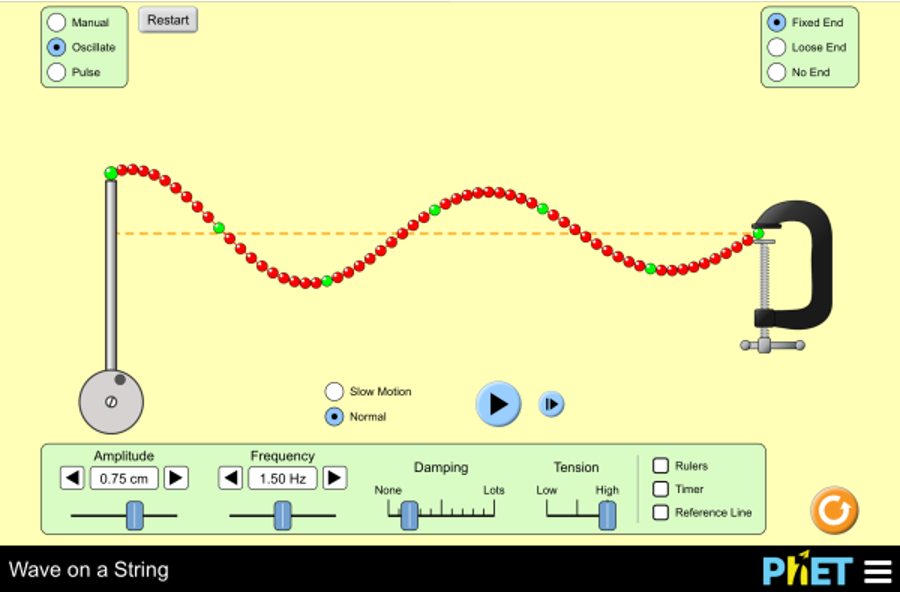 Manual
Oscillate
Pulse
Restart
Fixed End
Loose End
No End
Slow Motion
Normal
Amplitude
0.75 cm
Frequency
1.50 Hz
Damping
None
Lots
Tension
Low
High
Rulers
Timer
Reference Line
Wave on a String
PhET